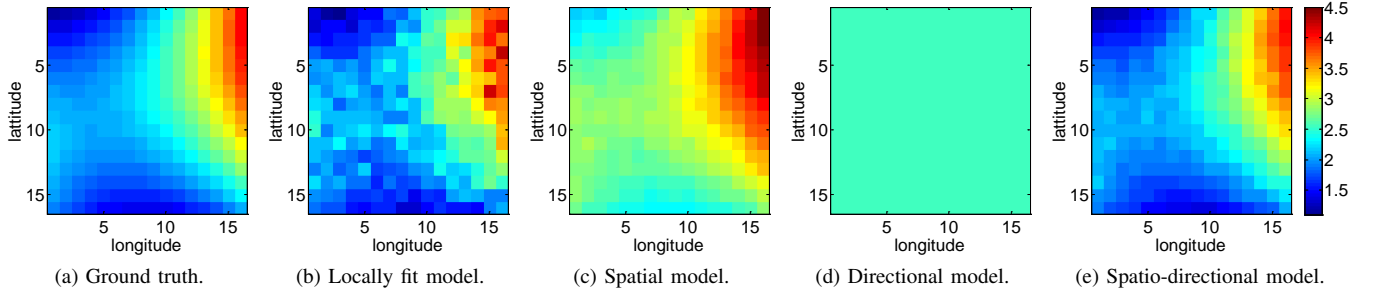 5
10
15
lattitude
5
10
15
longitude
(a) Ground truth.
5
10
15
lattitude
5
10
15
longitude
(b) Locally fit model.
5
10
15
lattitude
5
10
15
longitude
(c) Spatial model.
5
10
15
lattitude
5
10
15
longitude
(d) Directional model.
5
10
15
lattitude
5
10
15
longitude
(e) Spatio-directional model.
4.5
4
3.5
3
2.5
2
1.5